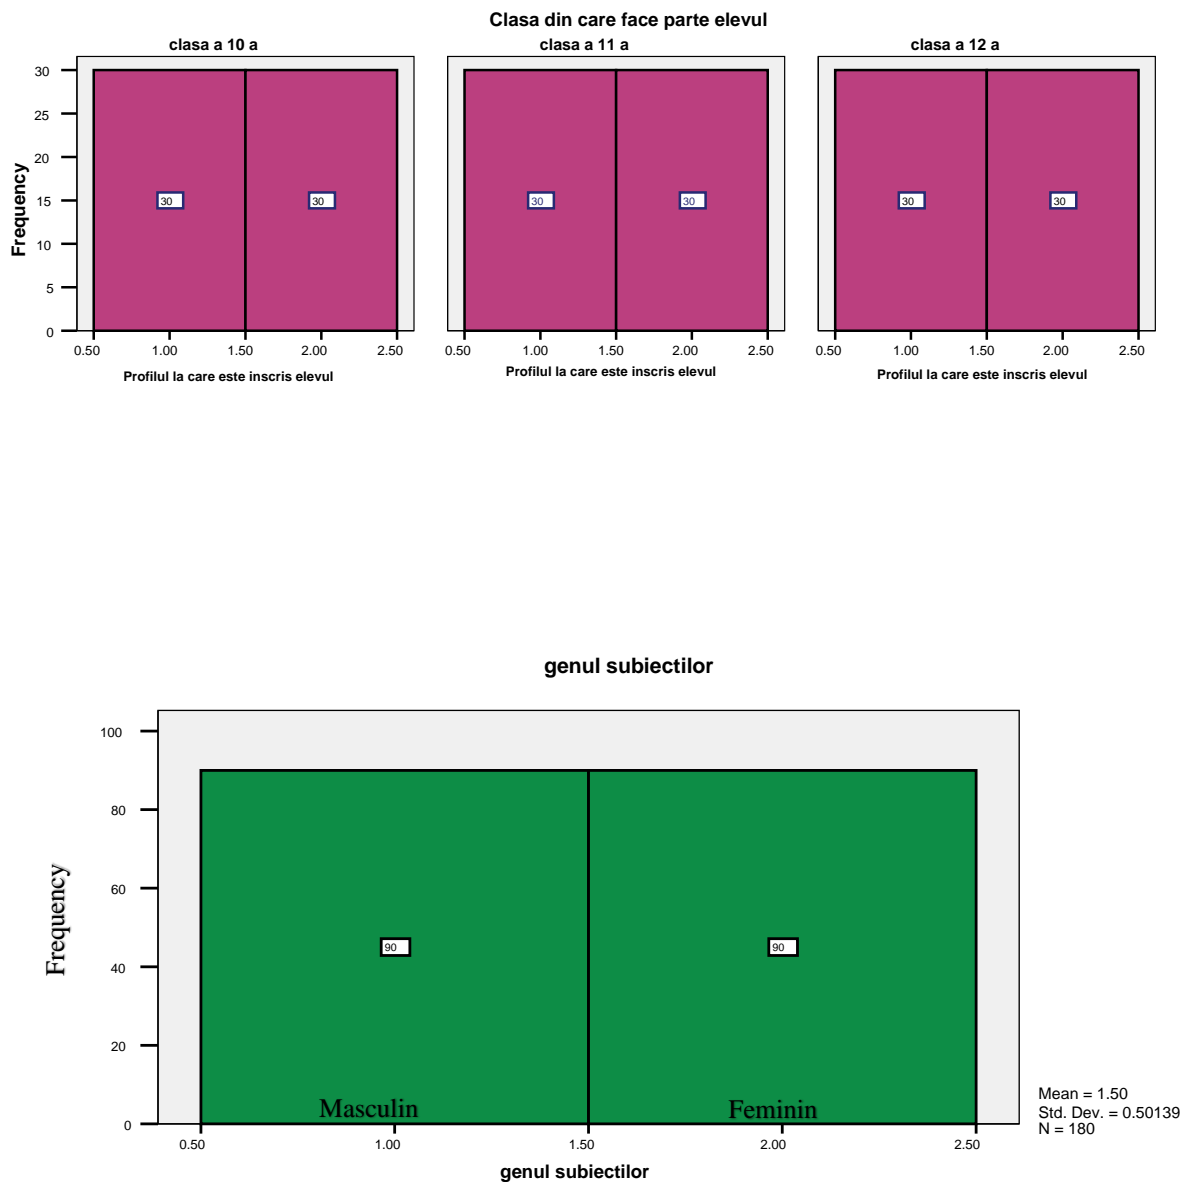 Clasa din care face parte elevul
clasa a 10 a
clasa a 11 a
clasa a 12 a
Frequency
30
25
20
15
10
5
0
30
30
30
30
30
30
0.50
1.00
1.50
2.00
2.50
0.50
1.00
1.50
2.00
2.50
0.50
1.00
1.50
2.00
2.50
Profilul la care este inscris elevul
Profilul la care este inscris elevul
Profilul la care este inscris elevul
genul subiectilor
Frequency
100
80
60
40
20
0
90
90
Masculin
Feminin
0.50
1.00
1.50
2.00
2.50
genul subiectilor
Mean = 1.50
Std. Dev. = 0.50139
N = 180